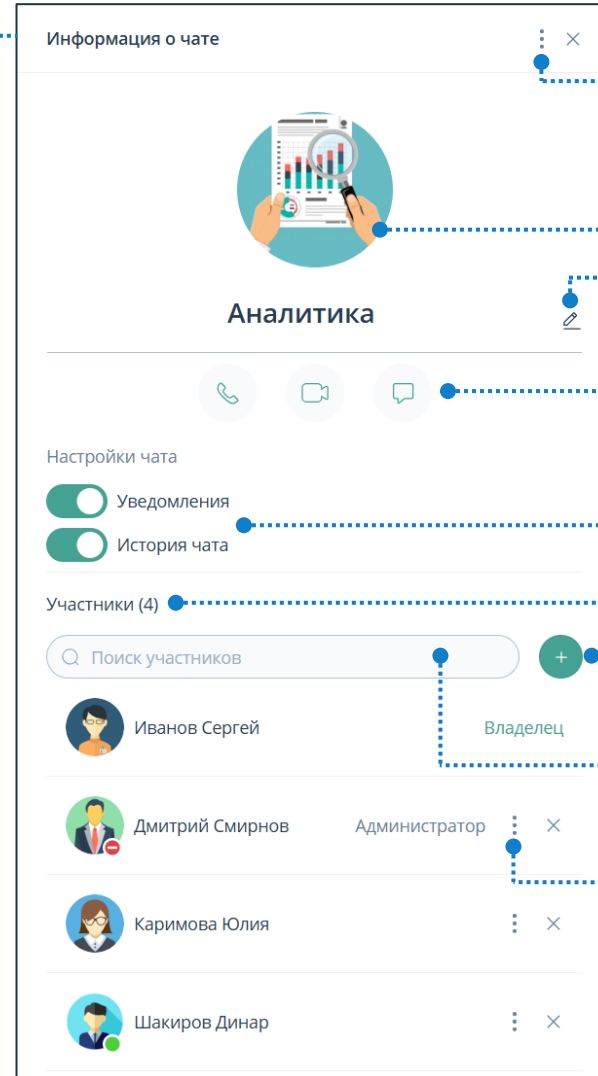 Информация о чате
Аналитика
Настройки чата
Уведомления
История чата
Участники (4)
Поиск участников
Иванов Сергей Владелец
Дмитрий Смирнов Администратор
Каримова Юлия
Шакиров Динар